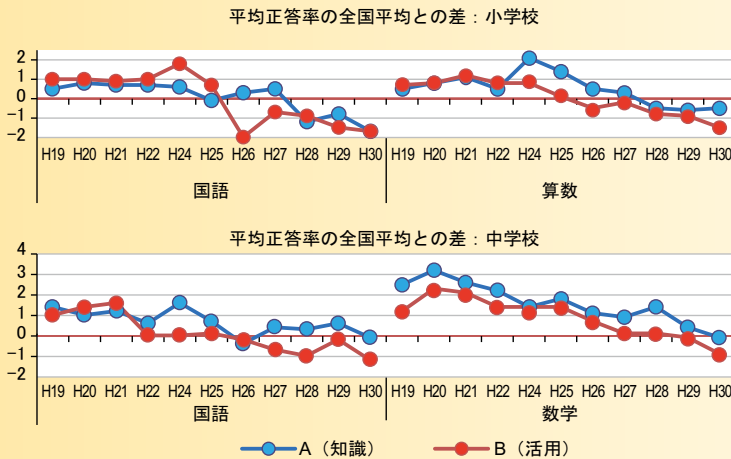 平均正答率の全国平均との差：小学校
2
1
0
−1
−2
H19 H20 H21 H22 H24 H25 H26 H27 H28 H29 H30 H19 H20 H21 H22 H24 H25 H26 H27 H28 H29 H30
国語 算数
平均正答率の全国平均との差：中学校
4
3
2
1
0
−1
−2
H19 H20 H21 H22 H24 H25 H26 H27 H28 H29 H30 H19 H20 H21 H22 H24 H25 H26 H27 H28 H29 H30
国語 数学
A（知識） B（活用）